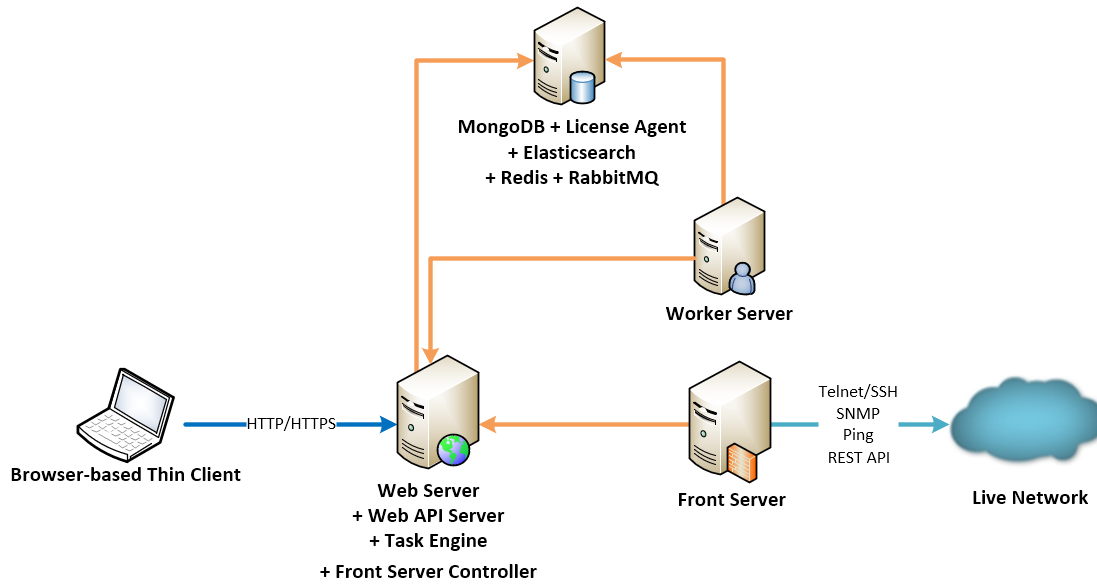 MongoDB + License Agent
+ Elasticsearch
+ Redis + RabbitMQ
Worker Server
Telnet/SSH
SNMP
Ping
REST API
HTTP/HTTPS
Browser-based Thin Client
Web Server
+ Web API Server
+ Task Engine
+ Front Server Controller
Front Server
Live Network